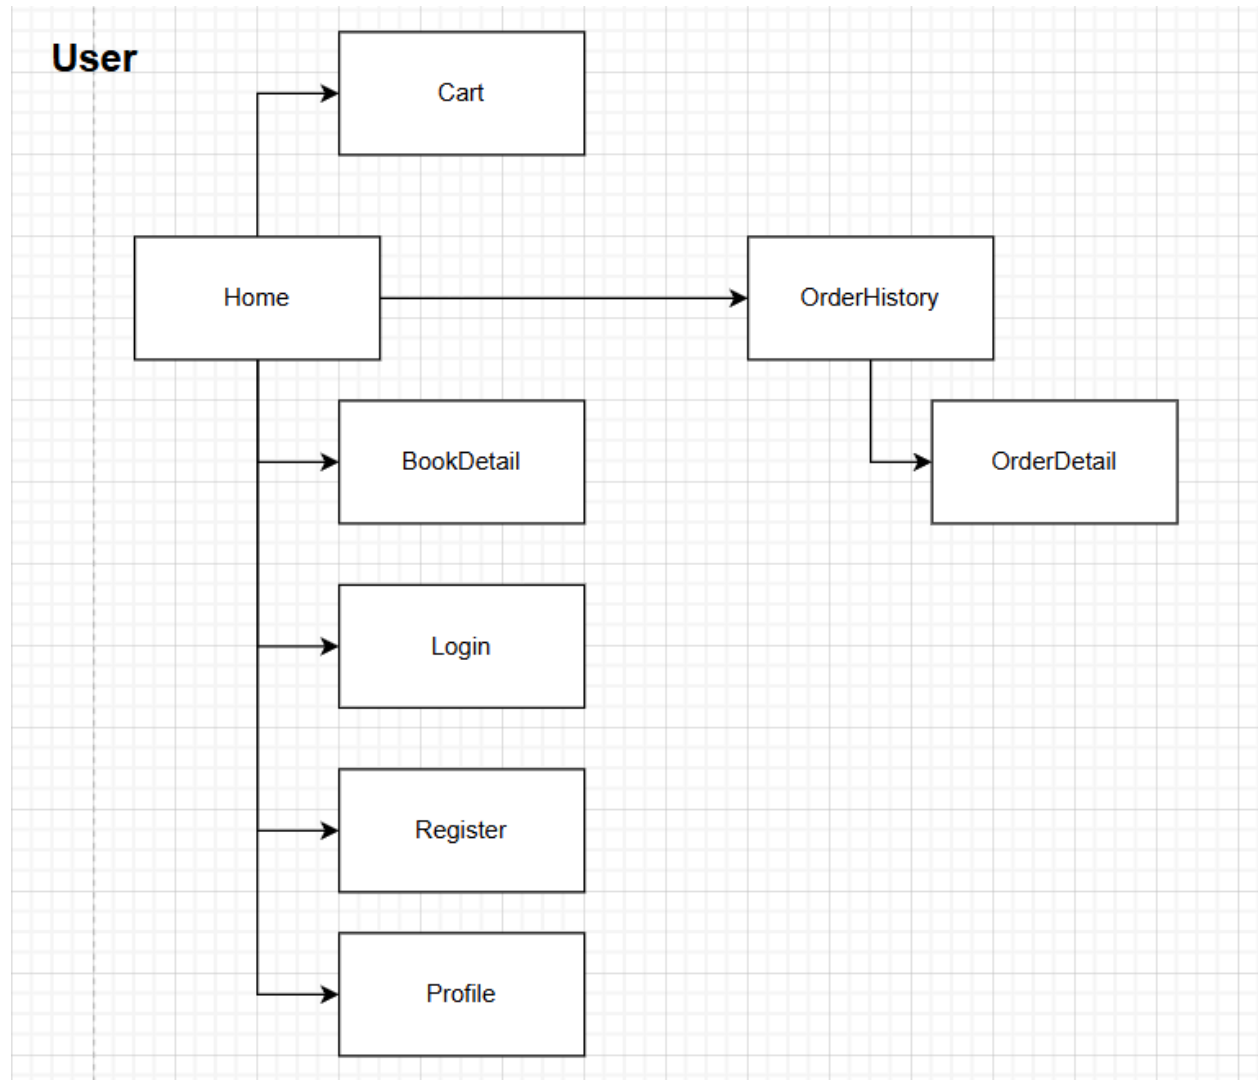 User
Cart
Home
OrderHistory
BookDetail
OrderDetail
Login
Register
Profile